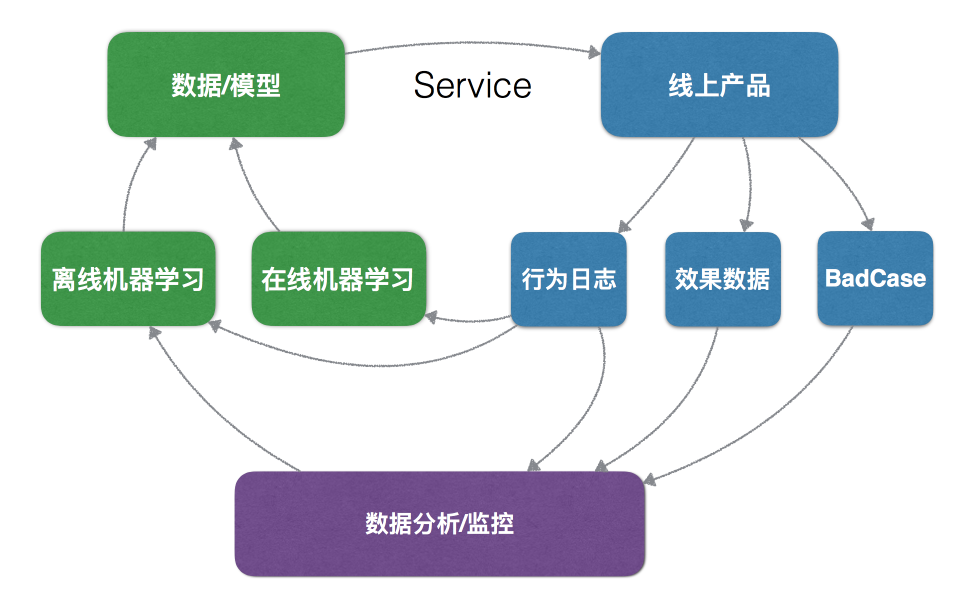 数据/模型
Service
线上产品
离线机器学习
在线机器学习
行为日志
效果数据
BadCase
数据分析/监控